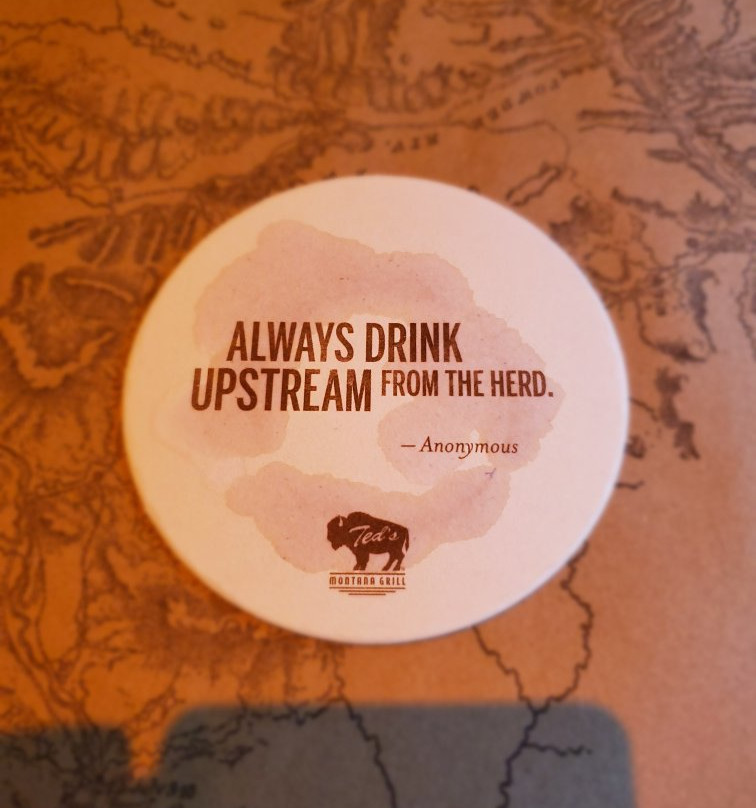 ALWAYS DRINK
UPSTREAM FROM THE HERD.
— Anonymous
Ted's
MONTANA GRILL